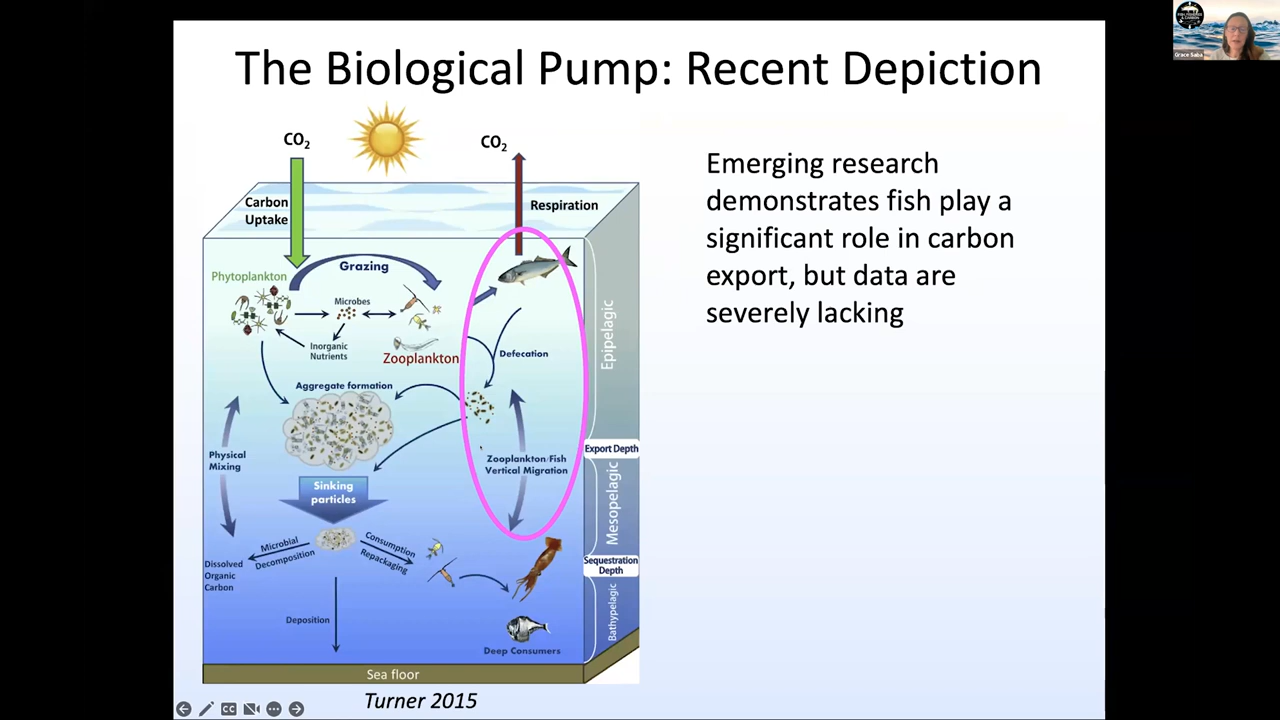 The Biological Pump: Recent Depiction
CO2
CO2
Carbon
Uptake
Respiration
Phytoplankton
Grazing
Microbes
Inorganic
Nutrients
Zooplankton
Defecation
Aggregate formation
Physical
Mixing
Zooplankton/Fish
Vertical Migration
Sinking
particles
Microbial
Decomposition
Consumption
Repackaging
Dissolved
Organic
Carbon
Deposition
Deep Consumers
Sea floor
Epipelagic
Export Depth
Mesopelagic
Sequestration
Depth
Bathypelagic
Turner 2015
Emerging research
demonstrates fish play a
significant role in carbon
export, but data are
severely lacking
CC
Grace Saba